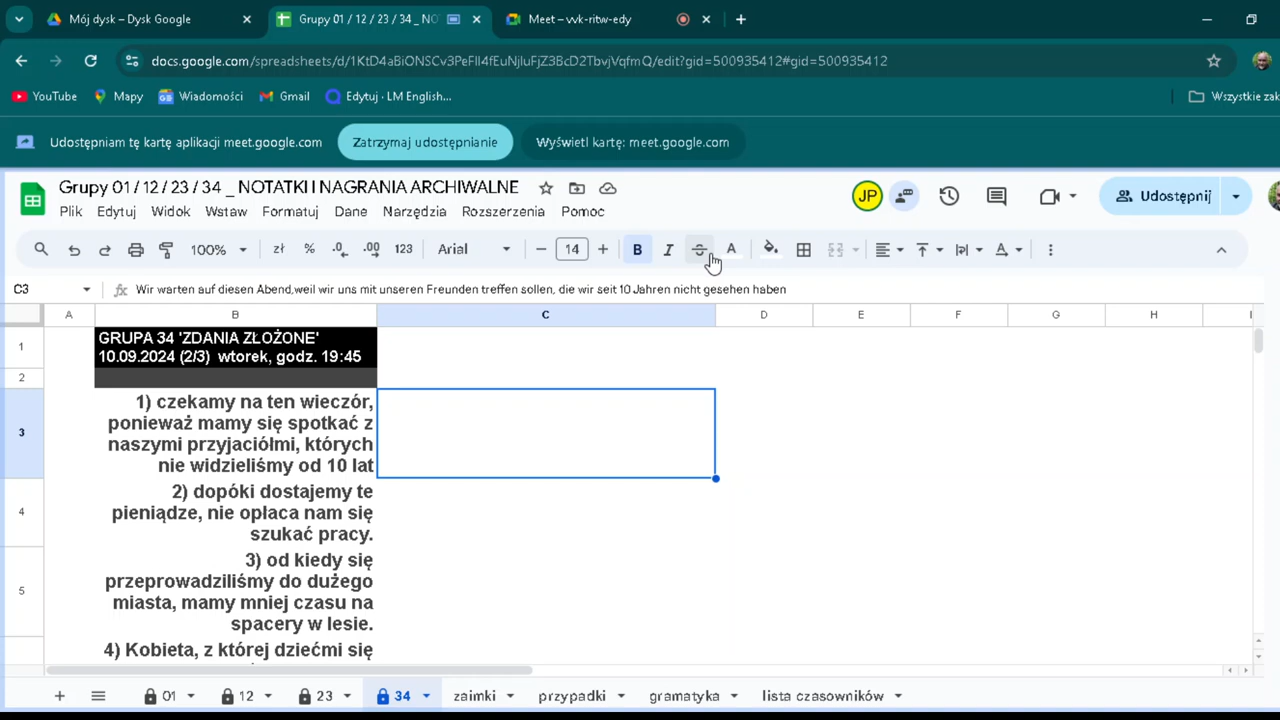 Mój dysk – Dysk Google
Grupy 01 / 12 / 23 / 34 _ NO
Meet – vvk-ritw-edy
docs.google.com/spreadsheets/d/1KtD4aBiONSCv3PeFII4fEuNjIuFjZ3BcD2TbvjVqfmQ/edit?gid=500935412#gid=500935412
YouTube
Mapy
Wiadomości
Gmail
Edytuj · LM English...
Wszystkie zak
Udostępniam tę kartę aplikacji meet.google.com
Zatrzymaj udostępnianie
Wyświetl kartę: meet.google.com
Grupy 01 / 12 / 23 / 34 _ NOTATKI I NAGRANIA ARCHIWALNE
JP
Udostępnij
Plik Edytuj Widok Wstaw Formatuj Dane Narzędzia Rozszerzenia Pomoc
100% zł % .0 .00 123 Arial 14 B I S A
C3
fx Wir warten auf diesen Abend,weil wir uns mit unseren Freunden treffen sollen, die wir seit 10 Jahren nicht gesehen haben
A B C D E F G H I
1
GRUPA 34 'ZDANIA ZŁOŻONE'
10.09.2024 (2/3) wtorek, godz. 19:45
2
3
1) czekamy na ten wieczór,
ponieważ mamy się spotkać z
naszymi przyjaciółmi, których
nie widzieliśmy od 10 lat
4
2) dopóki dostajemy te
pieniądze, nie opłaca nam się
szukać pracy.
5
3) od kiedy się
przeprowadziliśmy do dużego
miasta, mamy mniej czasu na
spacery w lesie.
4) Kobieta, z której dziećmi się
01
12
23
34
zaimki
przypadki
gramatyka
lista czasowników